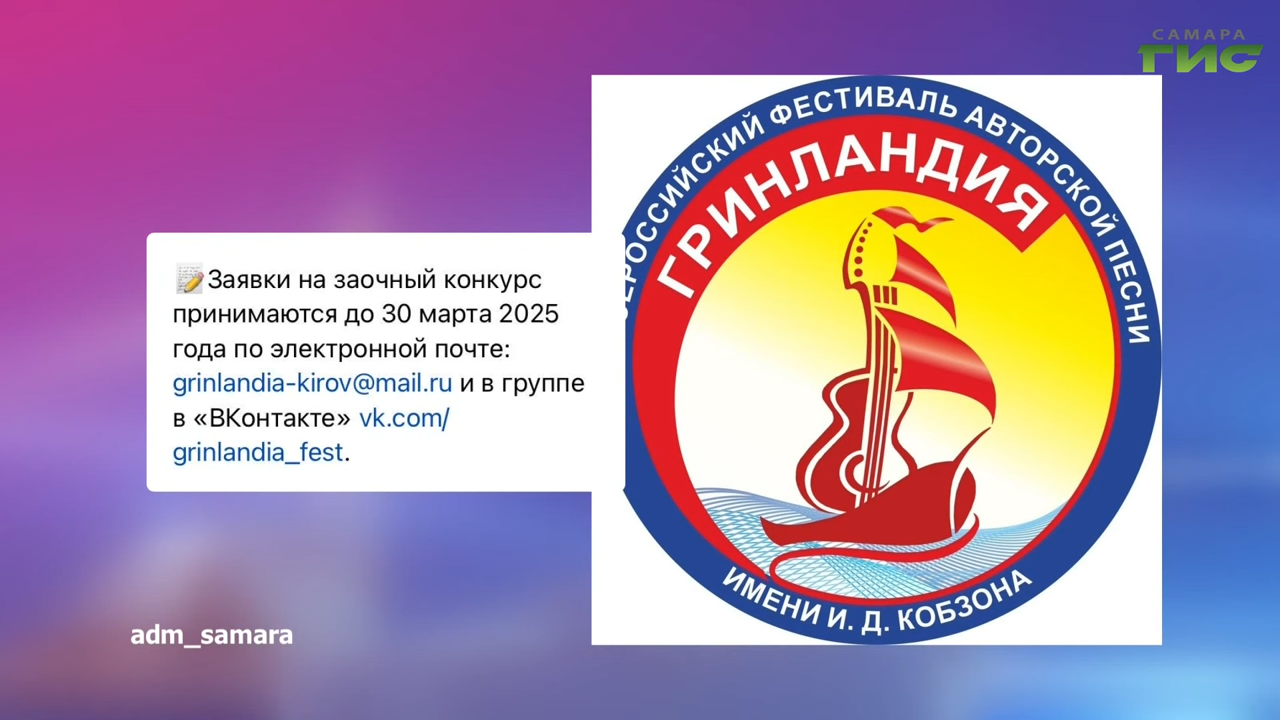 САМАРА
ГИС
ВСЕРОССИЙСКИЙ ФЕСТИВАЛЬ АВТОРСКОЙ ПЕСНИ
ГРИНЛАНДИЯ
ИМЕНИ И. Д. КОБЗОНА
📝Заявки на заочный конкурс
принимаются до 30 марта 2025
года по электронной почте:
grinlandia-kirov@mail.ru и в группе
в «ВКонтакте» vk.com/
grinlandia_fest.
adm_samara